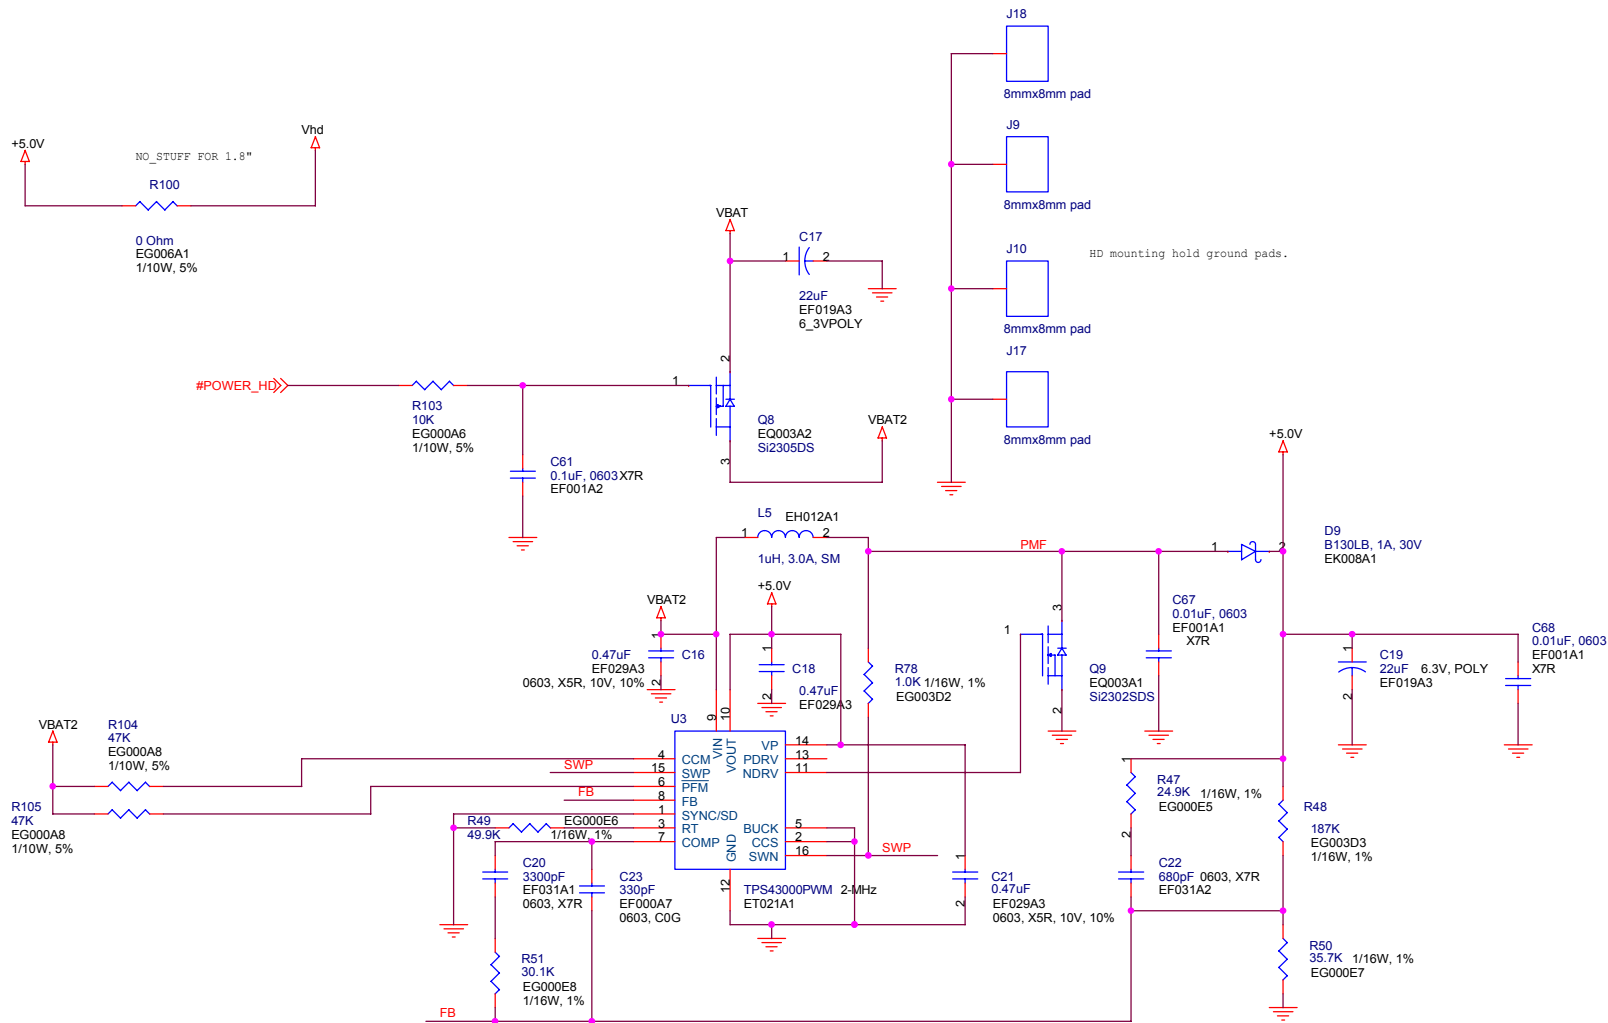 J18
8mmx8mm pad
J9
8mmx8mm pad
J10
8mmx8mm pad
HD mounting hold ground pads.
J17
8mmx8mm pad
+5.0V
Vhd
NO_STUFF FOR 1.8"
R100
0 Ohm
EG006A1
1/10W, 5%
VBAT
C17
1
2
22uF
EF019A3
6_3VPOLY
#POWER_HD
R103
10K
EG000A6
1/10W, 5%
C61
0.1uF, 0603 X7R
EF001A2
1
2
3
Q8
EQ003A2
Si2305DS
VBAT2
L5
EH012A1
1
2
1uH, 3.0A, SM
PMF
+5.0V
1
2
D9
B130LB, 1A, 30V
EK008A1
VBAT2
1
0.47uF
C16
EF029A3
0603, X5R, 10V, 10%
2
+5.0V
1
C18
0.47uF
EF029A3
2
R78
1.0K 1/16W, 1%
EG003D2
1
3
2
Q9
EQ003A1
Si2302SDS
C67
0.01uF, 0603
EF001A1
X7R
1
C19
22uF 6.3V, POLY
EF019A3
2
C68
0.01uF, 0603
EF001A1
X7R
VBAT2
R104
47K
EG000A8
1/10W, 5%
R105
47K
EG000A8
1/10W, 5%
SWP
FB
U3
9
10
VIN
VOUT
4
CCM
15
SWP
6
PFM
8
FB
1
SYNC/SD
3
RT
7
COMP
VP
14
PDRV
13
NDRV
11
BUCK
5
CCS
2
SWN
16
GND
12
TPS43000PWM 2-MHz
ET021A1
R49
49.9K
EG000E6
1/16W, 1%
C20
3300pF
EF031A1
0603, X7R
C23
330pF
EF000A7
0603, C0G
R51
30.1K
EG000E8
1/16W, 1%
FB
SWP
1
C21
0.47uF
EF029A3
2
0603, X5R, 10V, 10%
1
R47
24.9K 1/16W, 1%
EG000E5
2
C22
680pF 0603, X7R
EF031A2
R48
187K
EG003D3
1/16W, 1%
R50
35.7K 1/16W, 1%
EG000E7